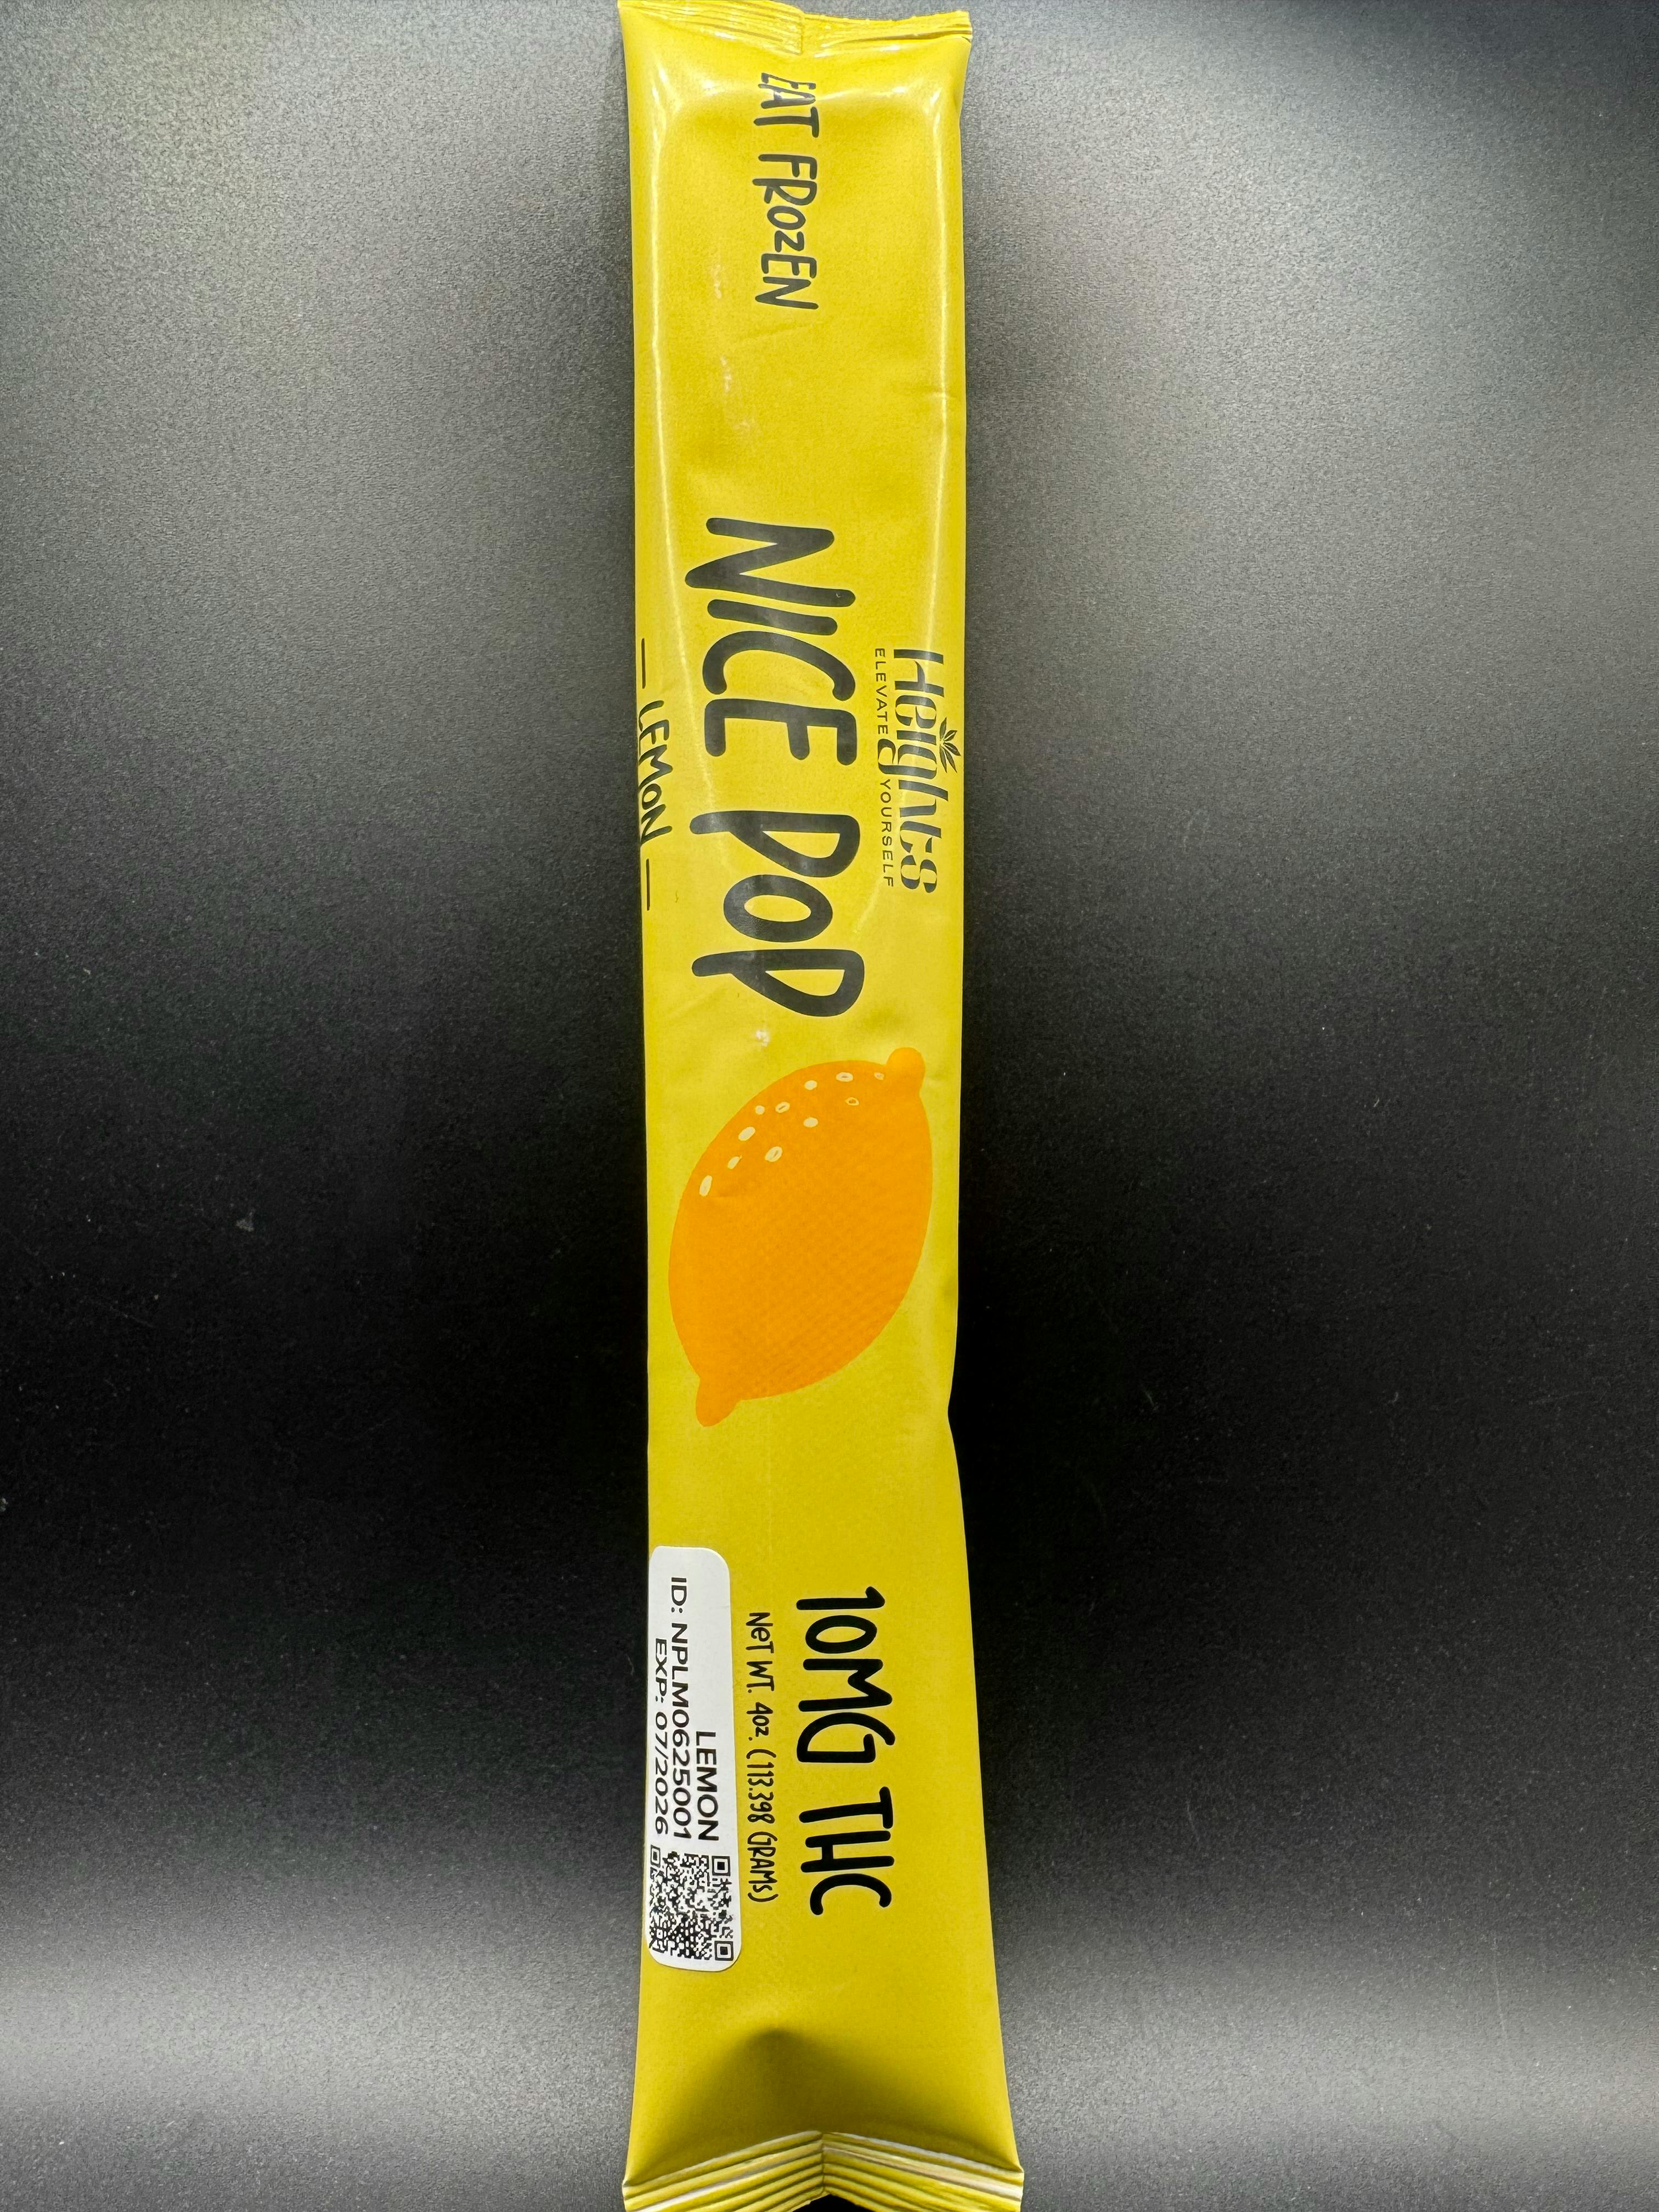 EAT FROZEN
Heights
ELEVATE YOURSELF
NICE POP
— LEMON —
10MG THC
NET WT. 4oz. (113.398 GRAMS)
LEMON
ID: NPLM0625001
EXP: 07/2026